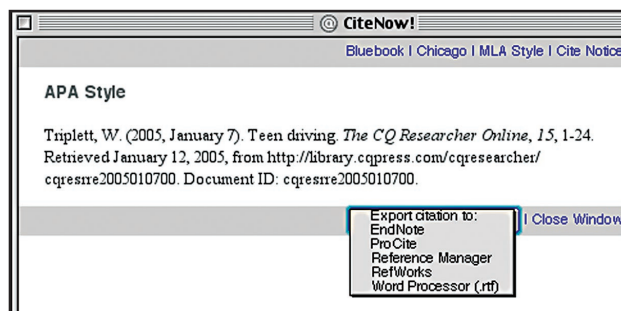 @ CiteNow!
Bluebook | Chicago | MLA Style | Cite Notice
APA Style
Triplett, W. (2005, January 7). Teen driving. The CQ Researcher Online, 15, 1-24.
Retrieved January 12, 2005, from http://library.cqpress.com/cqresearcher/
cqresrre2005010700. Document ID: cqresrre2005010700.
Export citation to:
| Close Window
EndNote
ProCite
Reference Manager
RefWorks
Word Processor (.rtf)